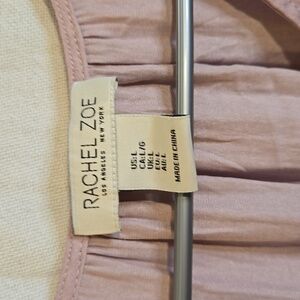 RACHEL ZOE
LOS ANGELES NEW YORK
US:L
CA:L/G
UK:L
EU:L
AU:L
MADE IN CHINA